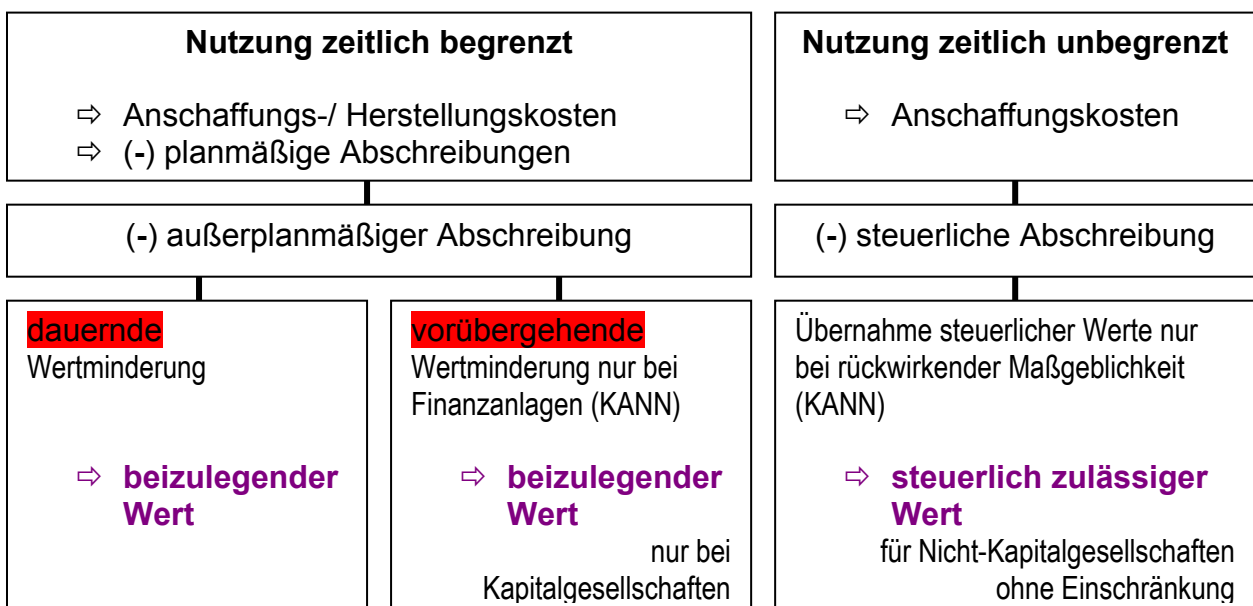 Nutzung zeitlich begrenzt
⇨ Anschaffungs-/ Herstellungskosten
⇨ (-) planmäßige Abschreibungen
Nutzung zeitlich unbegrenzt
⇨ Anschaffungskosten
(-) außerplanmäßiger Abschreibung
(-) steuerliche Abschreibung
dauernde
Wertminderung
⇨ beizulegender
Wert
vorübergehende
Wertminderung nur bei
Finanzanlagen (KANN)
⇨ beizulegender
Wert
nur bei
Kapitalgesellschaften
Übernahme steuerlicher Werte nur
bei rückwirkender Maßgeblichkeit
(KANN)
⇨ steuerlich zulässiger
Wert
für Nicht-Kapitalgesellschaften
ohne Einschränkung